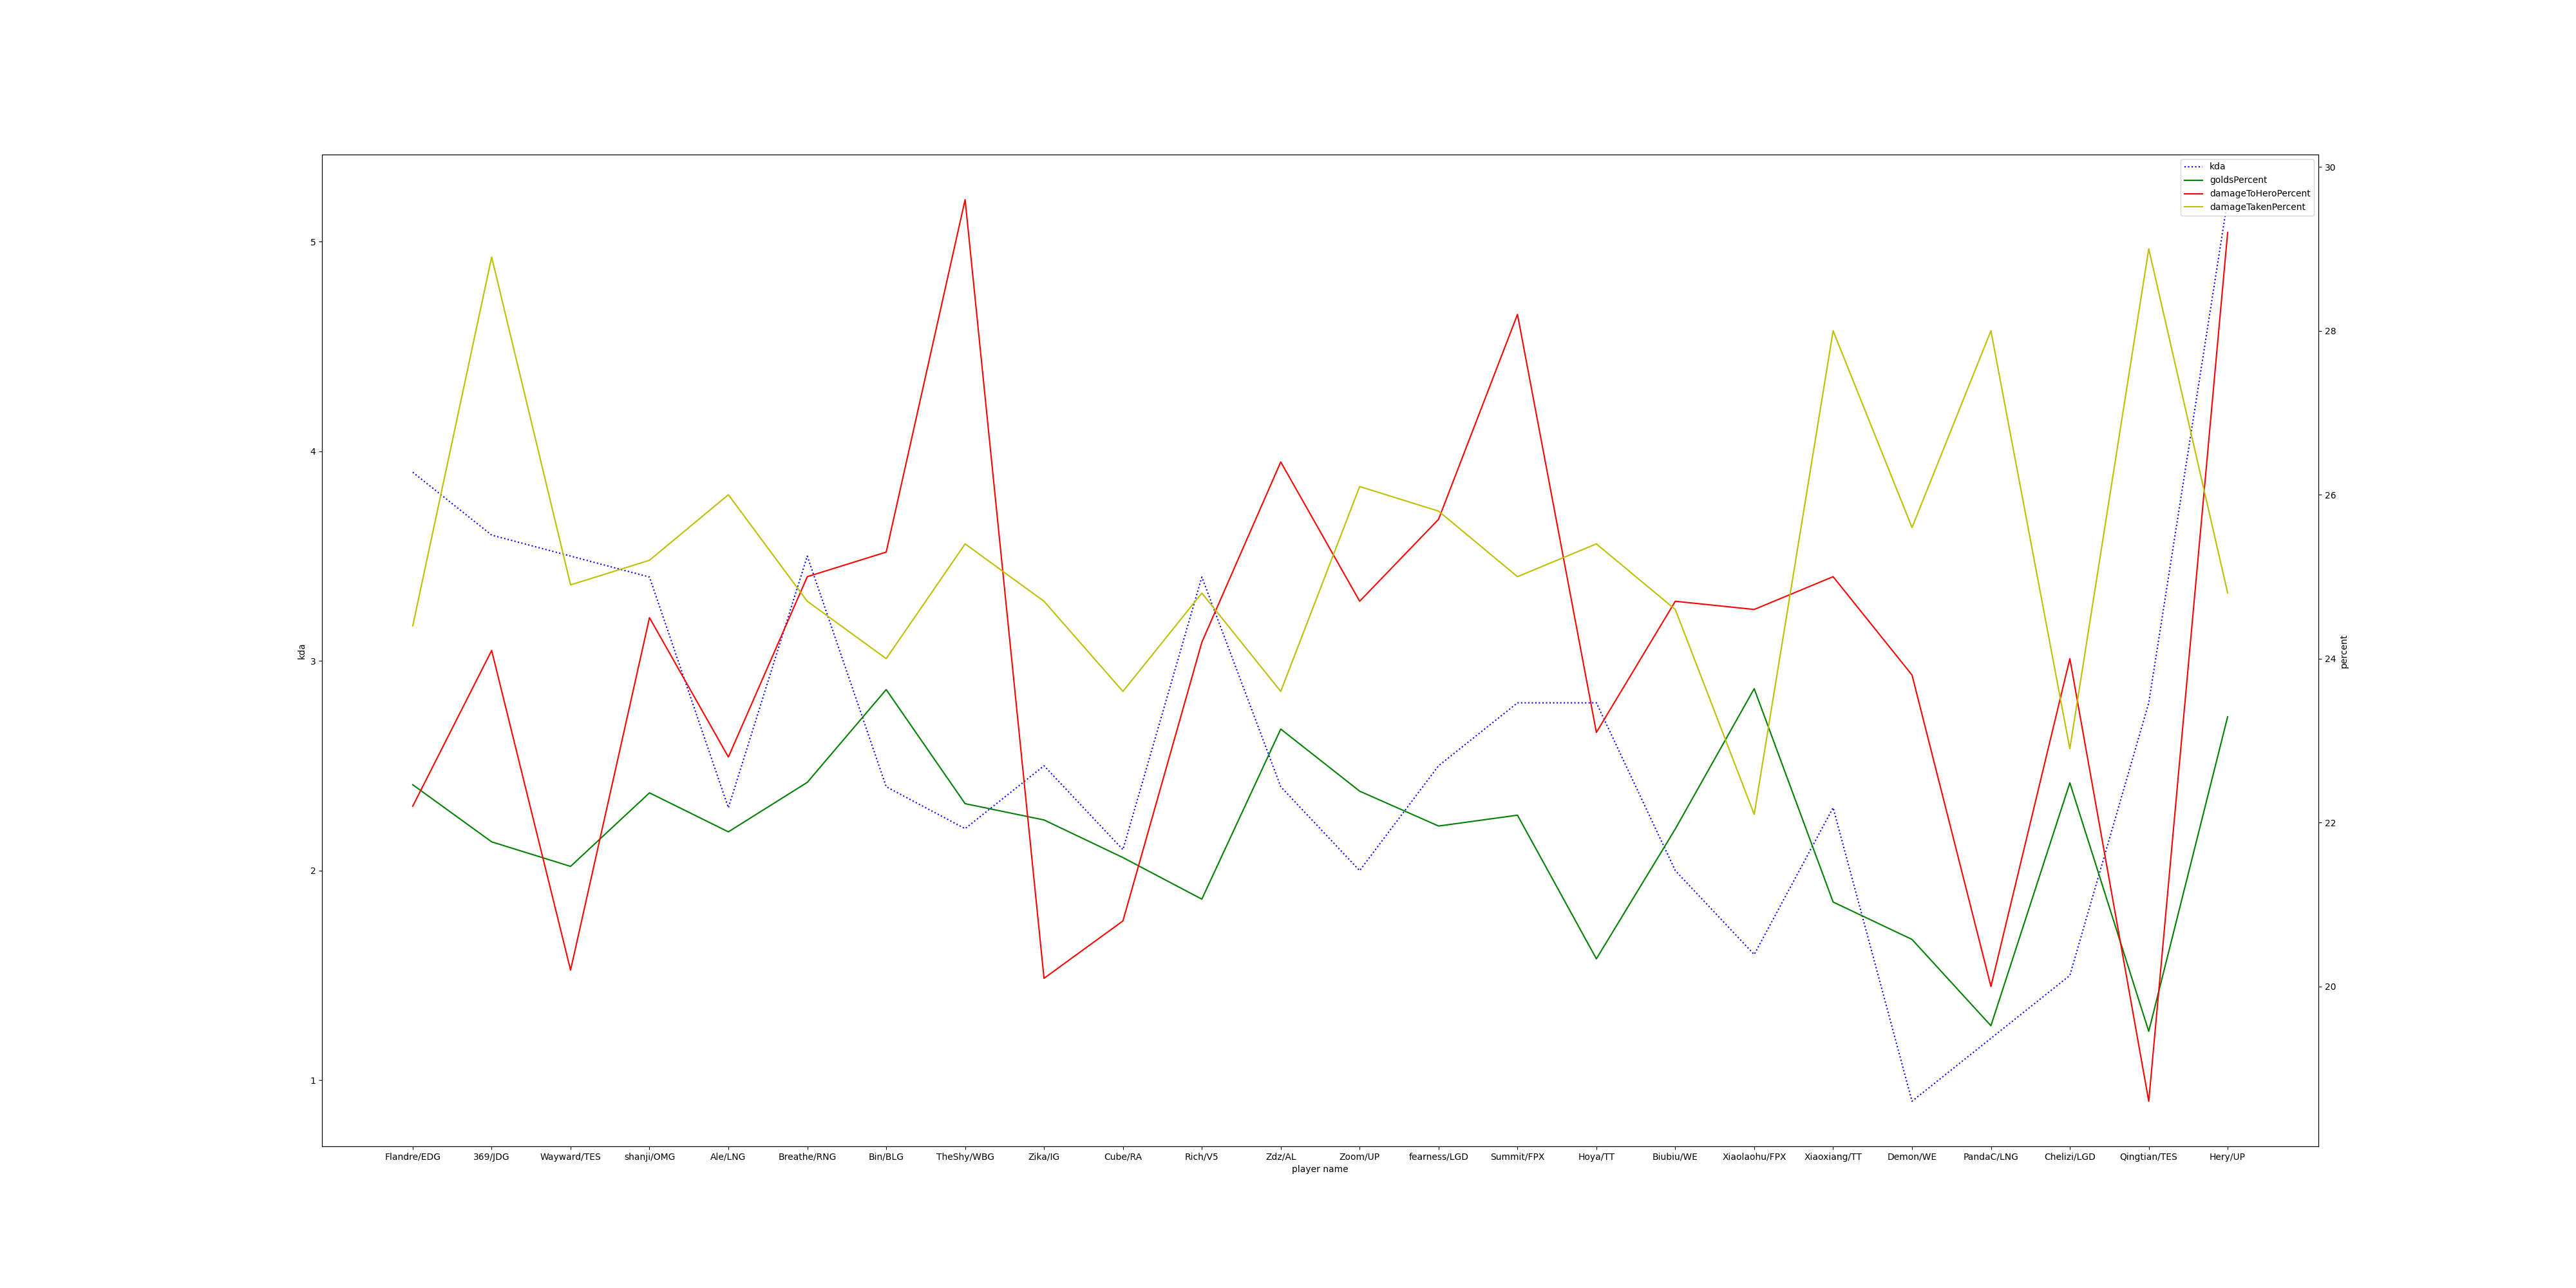 kda
goldsPercent
damageToHeroPercent
damageTakenPercent
5
4
3
2
1
kda
30
28
26
24
22
20
percent
Flandre/EDG 369/JDG Wayward/TES shanji/OMG Ale/LNG Breathe/RNG Bin/BLG TheShy/WBG Zika/IG Cube/RA Rich/V5 Zdz/AL Zoom/UP fearness/LGD Summit/FPX Hoya/TT Biubiu/WE Xiaolaohu/FPX Xiaoxiang/TT Demon/WE PandaC/LNG Chelizi/LGD Qingtian/TES Hery/UP
player name